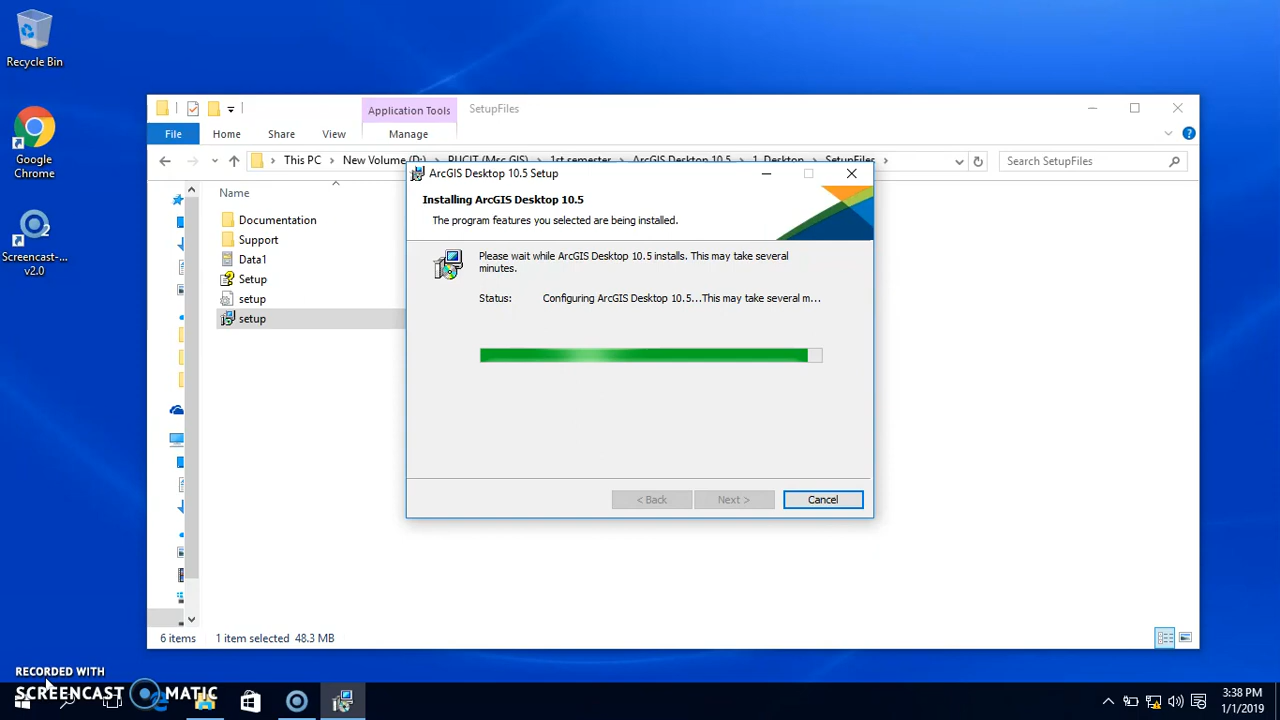 Recycle Bin
Google
Chrome
2
Screencast-...
v2.0
Application Tools
SetupFiles
File
Home
Share
View
Manage
This PC
New Volume (D:)
PUCIT (Msc GIS)
1st semester
ArcGIS Desktop 10.5
1_Desktop
SetupFiles
Search SetupFiles
Name
Documentation
Support
Data1
Setup
setup
setup
ArcGIS Desktop 10.5 Setup
Installing ArcGIS Desktop 10.5
The program features you selected are being installed.
Please wait while ArcGIS Desktop 10.5 installs. This may take several
minutes.
Status:
Configuring ArcGIS Desktop 10.5...This may take several m...
< Back
Next >
Cancel
6 items
1 item selected 48.3 MB
RECORDED WITH
SCREENCAST MATIC
3:38 PM
1/1/2019